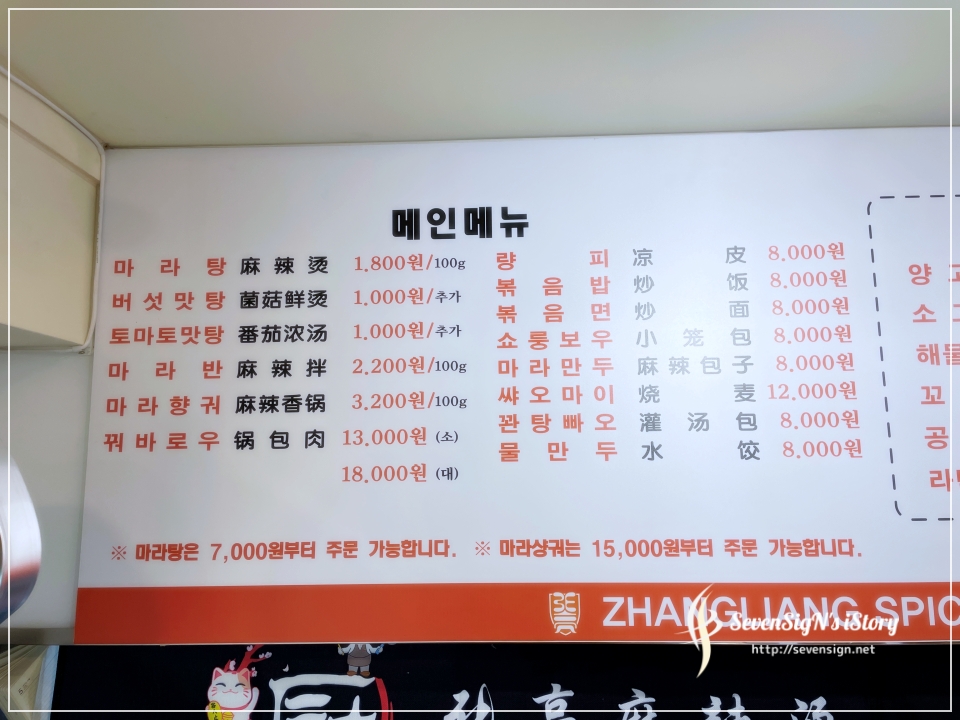 메인메뉴
마라탕 麻辣烫 1.800원/100g
버섯맛탕 菌菇鲜烫 1.000원/추가
토마토맛탕 番茄浓汤 1.000원/추가
마라반 麻辣拌 2.200원/100g
마라향궈 麻辣香锅 3.200원/100g
꿔바로우 锅包肉 13.000원 (소)
18.000원 (대)
량피 凉皮 8.000원
볶음밥 炒饭 8.000원
볶음면 炒面 8.000원
쇼룽보우 小笼包 8.000원
마라만두 麻辣包子 8.000원
쌰오마이 烧麦 12.000원
꽌탕빠오 灌汤包 8.000원
물만두 水饺 8.000원
양고
소고
해물
꼬
공
라면
※ 마라탕은 7,000원부터 주문 가능합니다. ※ 마라샹궈는 15,000원부터 주문 가능합니다.
ZHANGLIANG SPIC
SevenSigN's iStory
http://sevensign.net